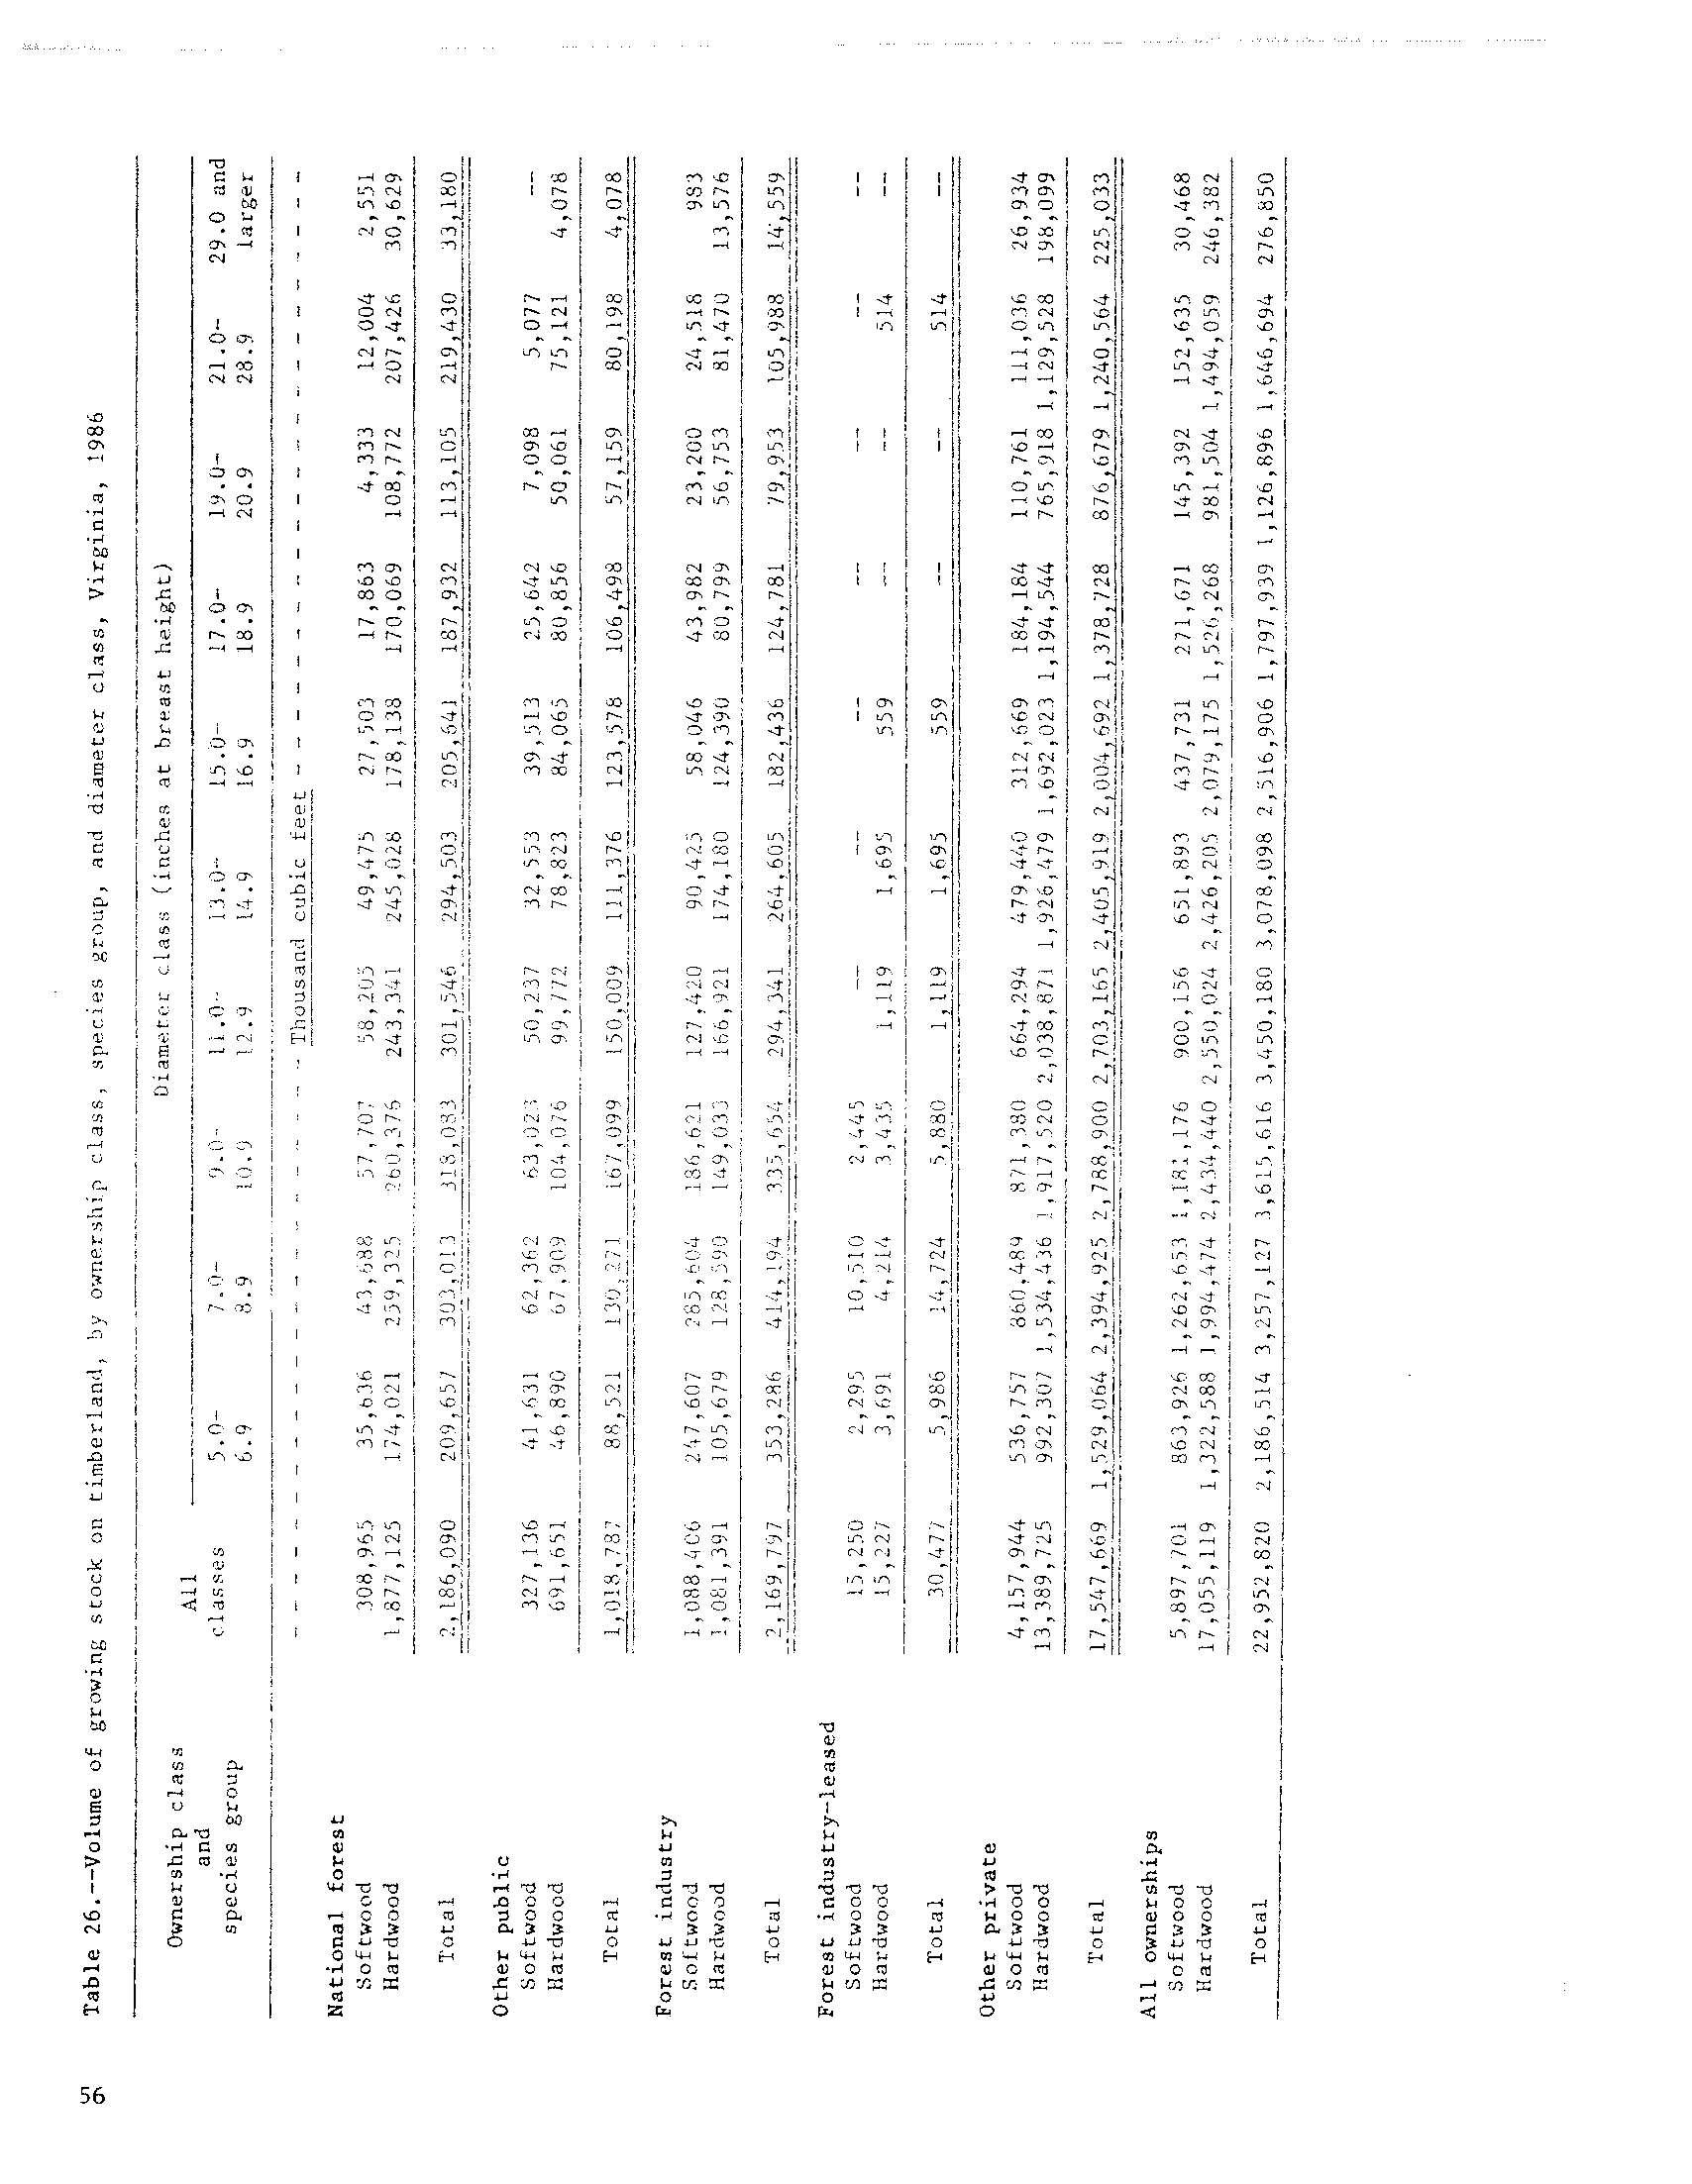 Table 26.--Volume of growing stock on timberland, by ownership class, species group, and diameter class, Virginia, 1986
Diameter class (inches at breast height)
Ownership class and species group All classes 5.0-6.9 7.0-8.9 9.0-10.9 11.0-12.9 13.0-14.9 15.0-16.9 17.0-18.9 19.0-20.9 21.0-28.9 29.0 and larger
- - - - - - - - - - - - - - Thousand cubic feet - - - - - - - - - - - - - -
National forest
Softwood 308,965 35,636 43,688 57,707 58,205 49,475 27,503 17,863 4,333 12,004 2,551
Hardwood 1,877,125 174,021 259,325 260,376 243,341 245,028 178,138 170,069 108,772 207,426 30,629
Total 2,186,090 209,657 303,013 318,083 301,546 294,503 205,641 187,932 113,105 219,430 33,180
Other public
Softwood 327,136 41,631 62,362 63,023 50,237 32,553 39,513 25,642 7,098 5,077 --
Hardwood 691,651 46,890 67,909 104,076 99,772 78,823 84,065 80,856 50,061 75,121 4,078
Total 1,018,787 88,521 130,271 167,099 150,009 111,376 123,578 106,498 57,159 80,198 4,078
Forest industry
Softwood 1,088,406 247,607 285,604 186,621 127,420 90,425 58,046 43,982 23,200 24,518 983
Hardwood 1,081,391 105,679 128,590 149,033 166,921 174,180 124,390 80,799 56,753 81,470 13,576
Total 2,169,797 353,286 414,194 335,654 294,341 264,605 182,436 124,781 79,953 105,988 14,559
Forest industry-leased
Softwood 15,250 2,295 10,510 2,445 -- -- -- -- -- -- --
Hardwood 15,227 3,691 4,214 3,435 1,119 1,695 559 -- -- 514 --
Total 30,477 5,986 14,724 5,880 1,119 1,695 559 -- -- 514 --
Other private
Softwood 4,157,944 536,757 860,489 871,380 664,294 479,440 312,669 184,184 110,761 111,036 26,934
Hardwood 13,389,725 992,307 1,534,436 1,917,520 2,038,871 1,926,479 1,692,023 1,194,544 765,918 1,129,528 198,099
Total 17,547,669 1,529,064 2,394,925 2,788,900 2,703,165 2,405,919 2,004,692 1,378,728 876,679 1,240,564 225,033
All ownerships
Softwood 5,897,701 863,926 1,262,653 1,181,176 900,156 651,893 437,731 271,671 145,392 152,635 30,468
Hardwood 17,055,119 1,322,588 1,994,474 2,434,440 2,550,024 2,426,205 2,079,175 1,526,268 981,504 1,494,059 246,382
Total 22,952,820 2,186,514 3,257,127 3,615,616 3,450,180 3,078,098 2,516,906 1,797,939 1,126,896 1,646,694 276,850
56